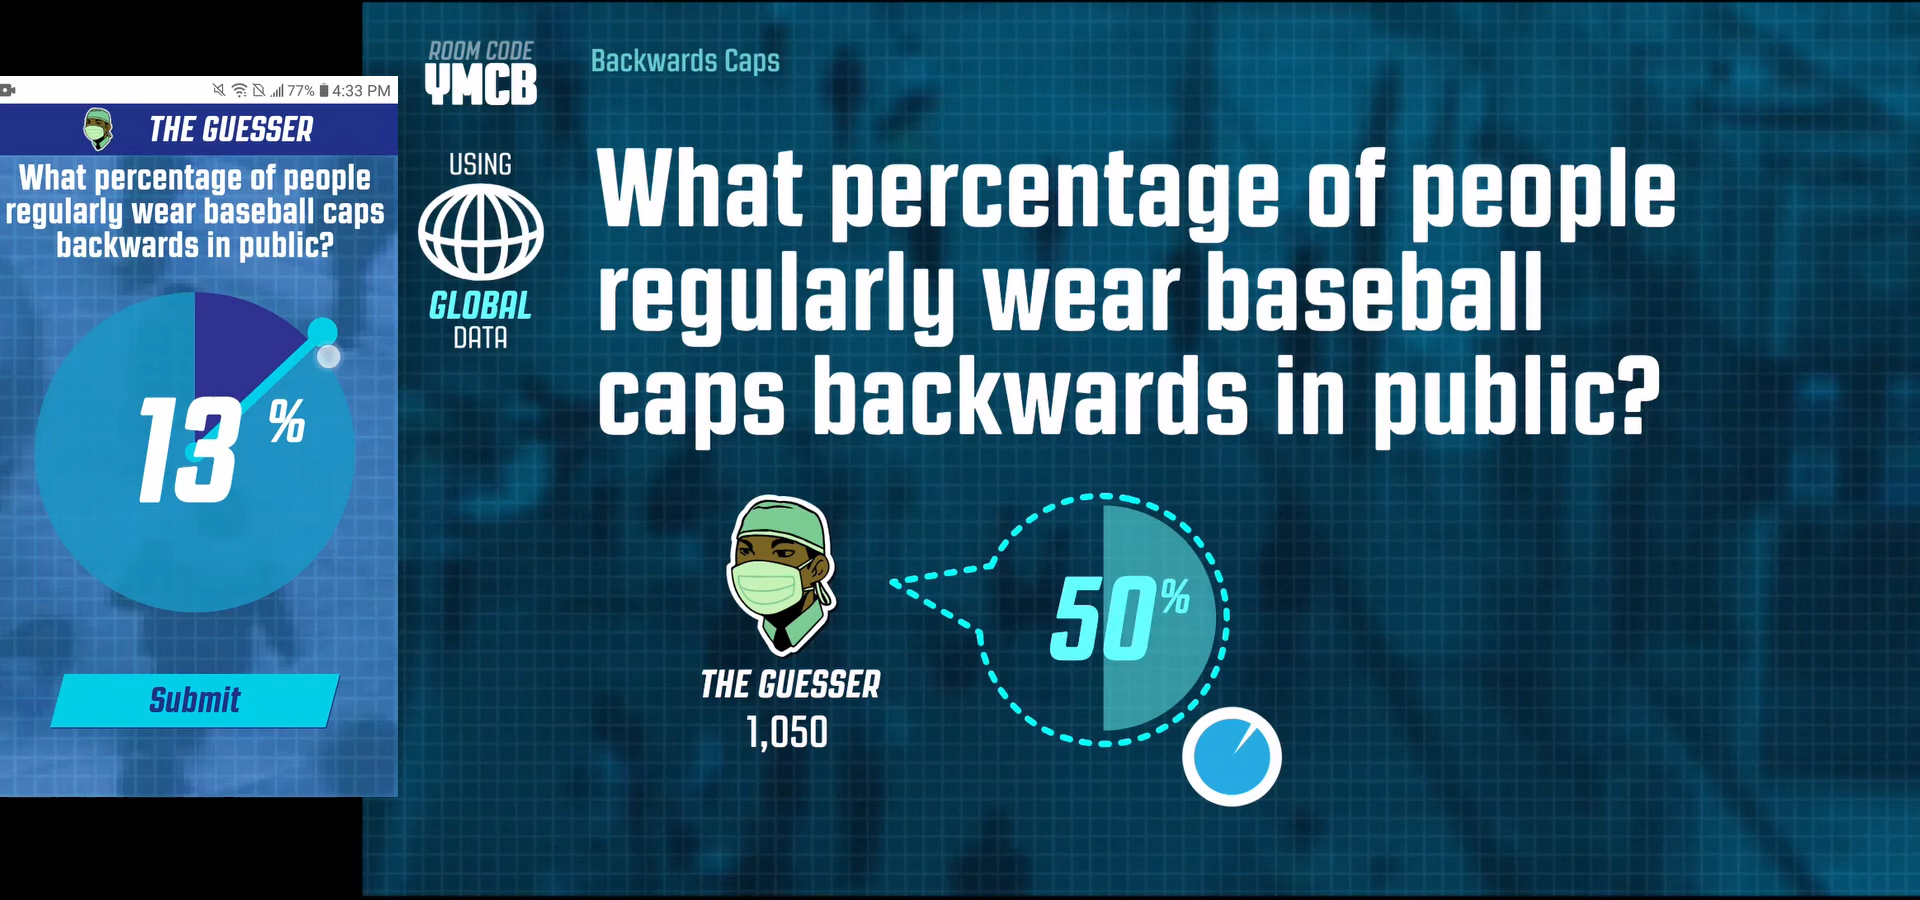 77% 4:33 PM
THE GUESSER
What percentage of people
regularly wear baseball caps
backwards in public?
13%
Submit
ROOM CODE
YMCB
USING
GLOBAL
DATA
Backwards Caps
What percentage of people
regularly wear baseball
caps backwards in public?
50%
THE GUESSER
1,050